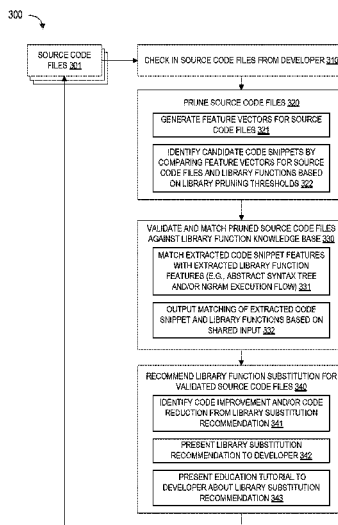 300
SOURCE CODE
FILES 301
CHECK IN SOURCE CODE FILES FROM DEVELOPER 310
PRUNE SOURCE CODE FILES 320
GENERATE FEATURE VECTORS FOR SOURCE
CODE FILES 321
IDENTIFY CANDIDATE CODE SNIPPETS BY
COMPARING FEATURE VECTORS FOR SOURCE
CODE FILES AND LIBRARY FUNCTIONS BASED
ON LIBRARY PRUNING THRESHOLDS 322
VALIDATE AND MATCH PRUNED SOURCE CODE FILES
AGAINST LIBRARY FUNCTION KNOWLEDGE BASE 330
MATCH EXTRACTED CODE SNIPPET FEATURES
WITH EXTRACTED LIBRARY FUNCTION
FEATURES (E.G., ABSTRACT SYNTAX TREE
AND/OR NGRAM EXECUTION FLOW) 331
OUTPUT MATCHING OF EXTRACTED CODE
SNIPPET AND LIBRARY FUNCTIONS BASED ON
SHARED INPUT 332
RECOMMEND LIBRARY FUNCTION SUBSTITUTION FOR
VALIDATED SOURCE CODE FILES 340
IDENTIFY CODE IMPROVEMENT AND/OR CODE
REDUCTION FROM LIBRARY SUBSTITUTION
RECOMMENDATION 341
PRESENT LIBRARY SUBSTITUTION
RECOMMENDATION TO DEVELOPER 342
PRESENT EDUCATION TUTORIAL TO
DEVELOPER ABOUT LIBRARY SUBSTITUTION
RECOMMENDATION 343